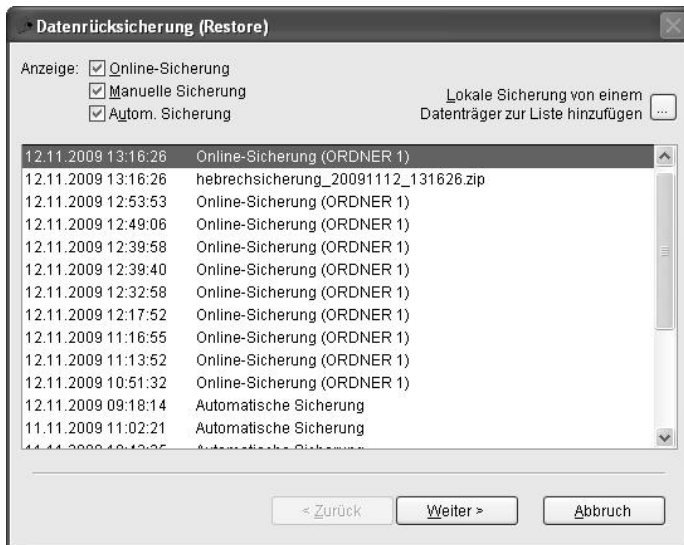 Datenrücksicherung (Restore)
Anzeige: Online-Sicherung
Manuelle Sicherung
Autom. Sicherung
Lokale Sicherung von einem
Datenträger zur Liste hinzufügen ...
12.11.2009 13:16:26 Online-Sicherung (ORDNER 1)
12.11.2009 13:16:26 hebrechsicherung_20091112_131626.zip
12.11.2009 12:53:53 Online-Sicherung (ORDNER 1)
12.11.2009 12:49:06 Online-Sicherung (ORDNER 1)
12.11.2009 12:39:58 Online-Sicherung (ORDNER 1)
12.11.2009 12:39:40 Online-Sicherung (ORDNER 1)
12.11.2009 12:32:58 Online-Sicherung (ORDNER 1)
12.11.2009 12:17:52 Online-Sicherung (ORDNER 1)
12.11.2009 11:16:55 Online-Sicherung (ORDNER 1)
12.11.2009 11:13:52 Online-Sicherung (ORDNER 1)
12.11.2009 10:51:32 Online-Sicherung (ORDNER 1)
12.11.2009 09:18:14 Automatische Sicherung
11.11.2009 11:02:21 Automatische Sicherung
Automatische Sicherung
< Zurück Weiter > Abbruch